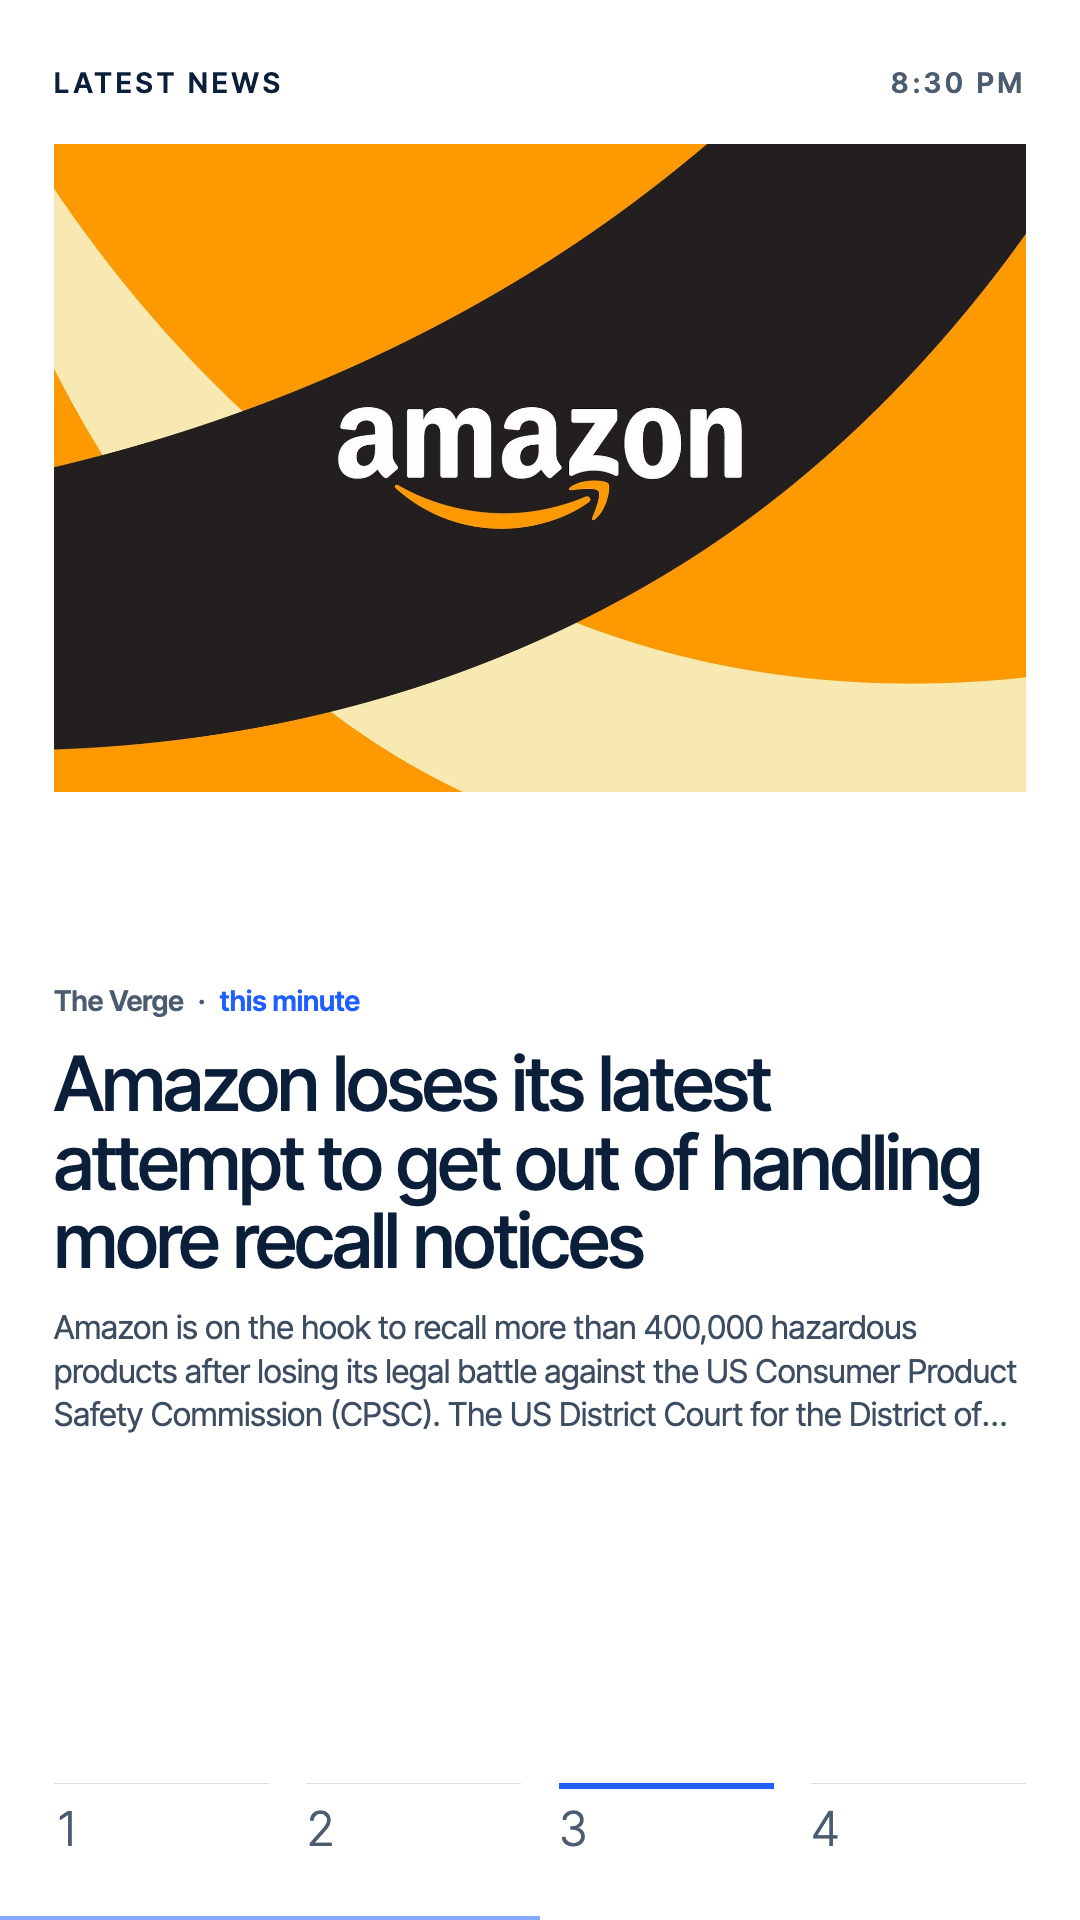 LATEST NEWS
8:30 PM
amazon
The Verge · this minute
Amazon loses its latest
attempt to get out of handling
more recall notices
Amazon is on the hook to recall more than 400,000 hazardous
products after losing its legal battle against the US Consumer Product
Safety Commission (CPSC). The US District Court for the District of...
1
2
3
4